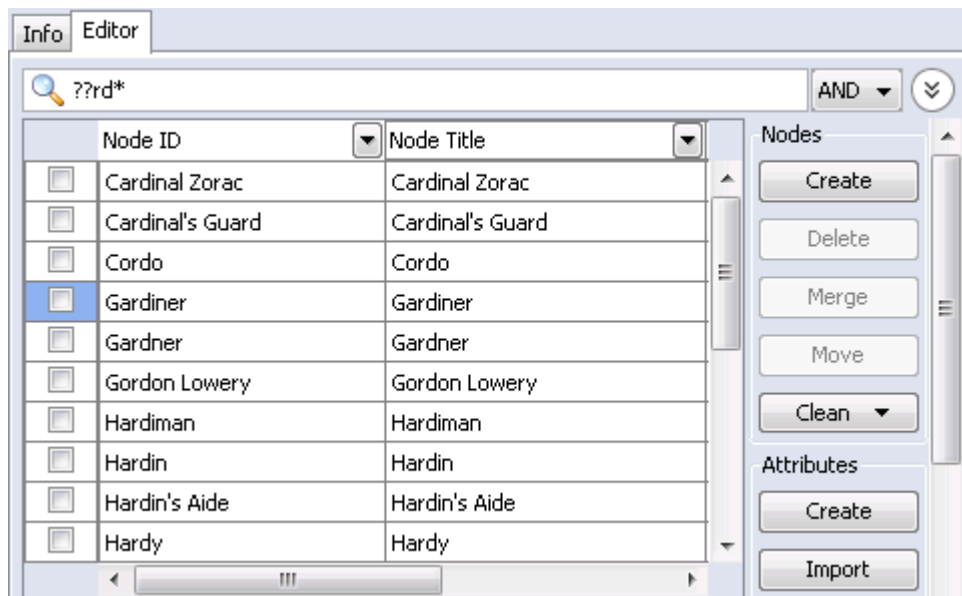 Info Editor
??rd* AND
Node ID Node Title Nodes
Cardinal Zorac Cardinal Zorac Create
Cardinal's Guard Cardinal's Guard Delete
Cordo Cordo
Gardiner Gardiner Merge
Gardner Gardner Move
Gordon Lowery Gordon Lowery
Hardiman Hardiman Clean
Hardin Hardin Attributes
Hardin's Aide Hardin's Aide Create
Hardy Hardy Import